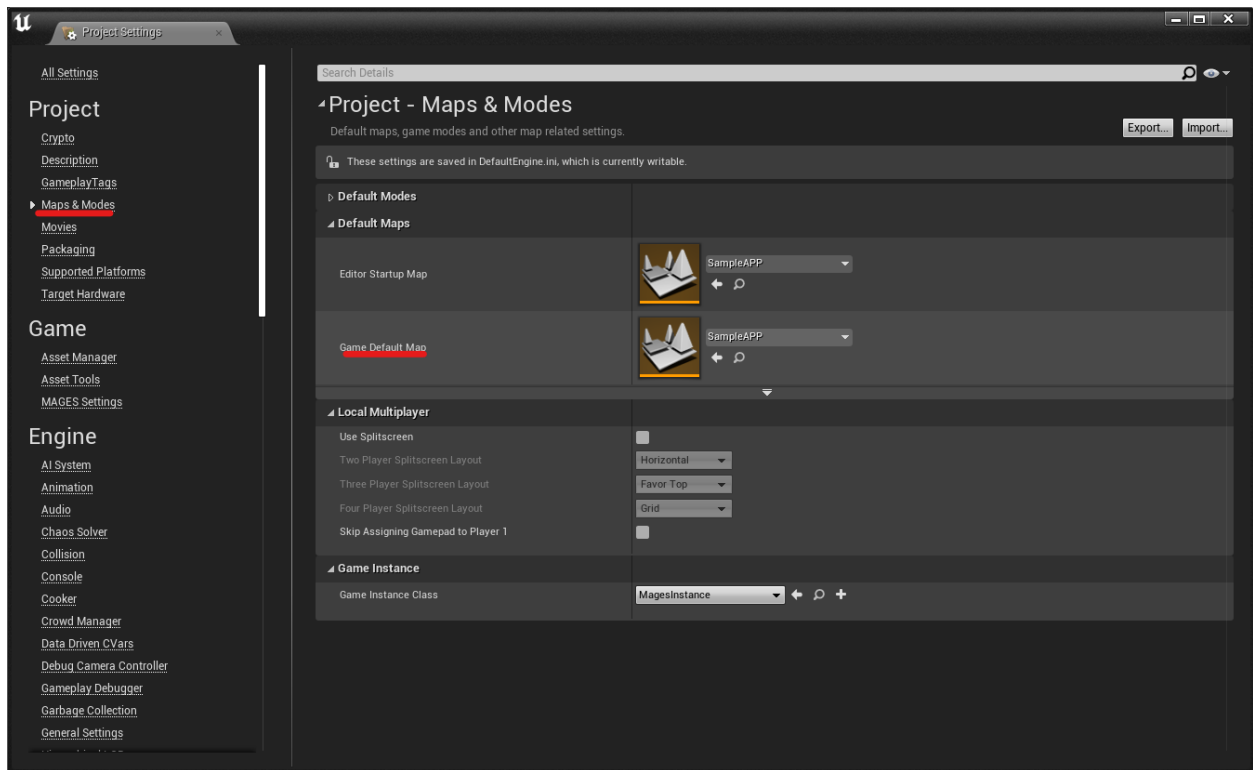 Project Settings
All Settings
Project
Crypto
Description
GameplayTags
Maps & Modes
Movies
Packaging
Supported Platforms
Target Hardware
Game
Asset Manager
Asset Tools
MAGES Settings
Engine
AI System
Animation
Audio
Chaos Solver
Collision
Console
Cooker
Crowd Manager
Data Driven CVars
Debug Camera Controller
Gameplay Debugger
Garbage Collection
General Settings
Search Details
Project - Maps & Modes
Default maps, game modes and other map related settings.
Export... Import...
These settings are saved in DefaultEngine.ini, which is currently writable.
Default Modes
Default Maps
Editor Startup Map SampleAPP
Game Default Map SampleAPP
Local Multiplayer
Use Splitscreen
Two Player Splitscreen Layout Horizontal
Three Player Splitscreen Layout Favor Top
Four Player Splitscreen Layout Grid
Skip Assigning Gamepad to Player 1
Game Instance
Game Instance Class MagesInstance